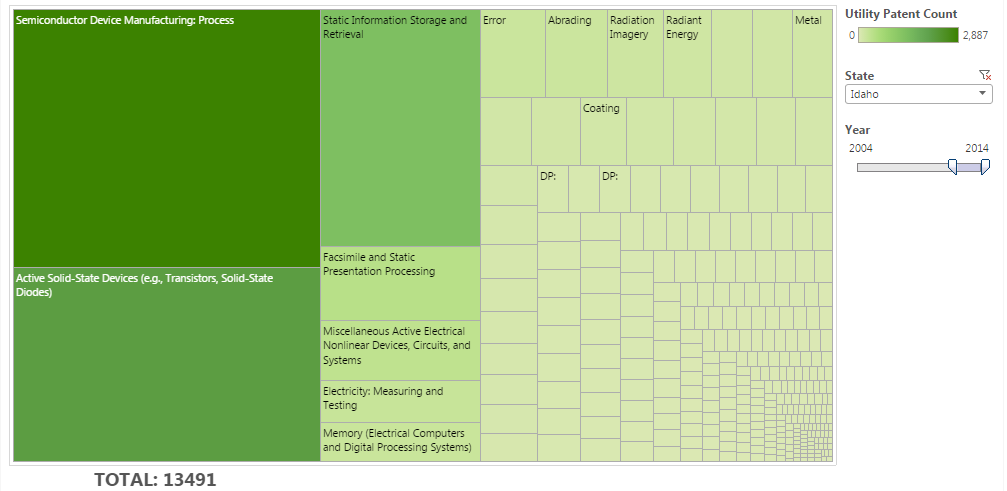 Semiconductor Device Manufacturing: Process
Static Information Storage and
Retrieval
Error
Abrading
Radiation
Imagery
Radiant
Energy
Metal
Coating
DP:
DP:
Facsimile and Static
Presentation Processing
Active Solid-State Devices (e.g., Transistors, Solid-State
Diodes)
Miscellaneous Active Electrical
Nonlinear Devices, Circuits, and
Systems
Electricity: Measuring and
Testing
Memory (Electrical Computers
and Digital Processing Systems)
TOTAL: 13491
Utility Patent Count
0 2,887
State
Idaho
Year
2004 2014